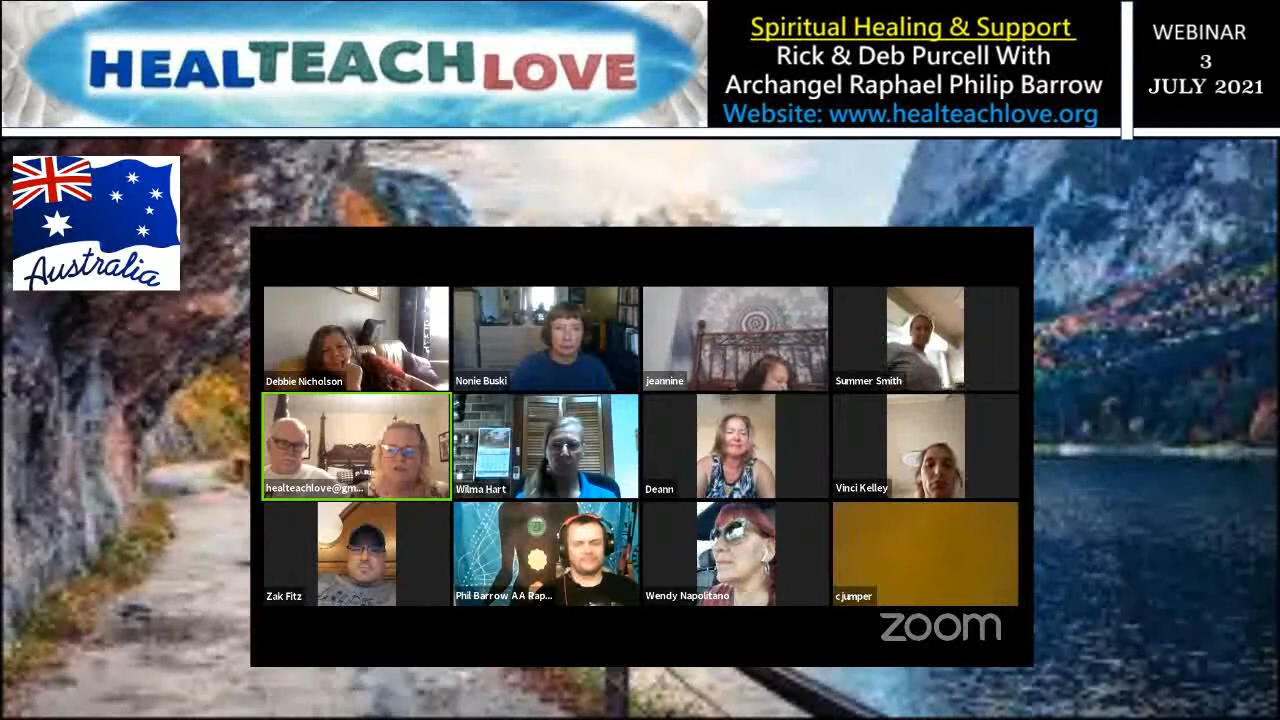 HEALTEACHLOVE
Spiritual Healing & Support
Rick & Deb Purcell With
Archangel Raphael Philip Barrow
Website: www.healteachlove.org
WEBINAR
3
JULY 2021
Australia
Debbie Nicholson
Nonie Buski
jeannine
Summer Smith
healteachlove@gm...
Wilma Hart
Deann
Vinci Kelley
Zak Fitz
Phil Barrow A A Rap...
Wendy Napolitano
cjumper
zoom